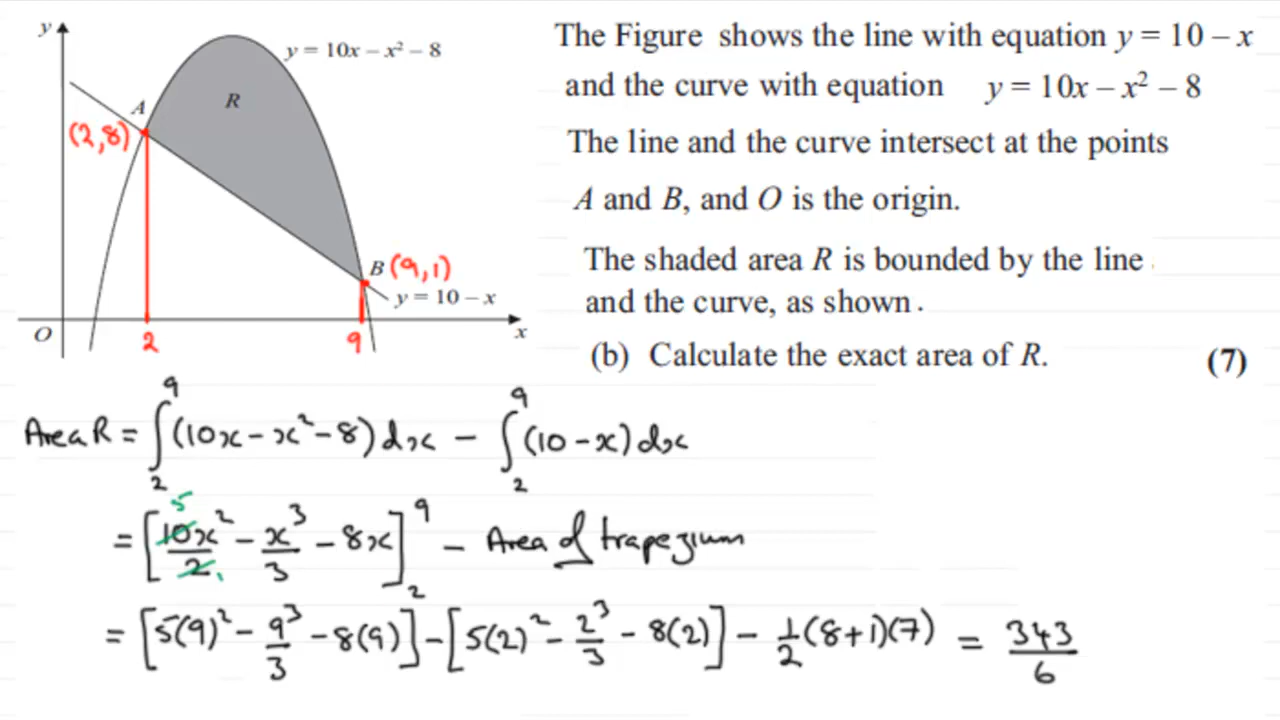 y
y = 10x – x² – 8
A
R
(2,8)
B (9,1)
y = 10 – x
O
2
9
x
The Figure shows the line with equation y = 10 – x
and the curve with equation y = 10x – x² – 8
The line and the curve intersect at the points
A and B, and O is the origin.
The shaded area R is bounded by the line
and the curve, as shown.
(b) Calculate the exact area of R. (7)
Area R = ∫₂⁹ (10x – x² – 8) dx – ∫₂⁹ (10 – x) dx
= [5 10x²/2 – x³/3 – 8x]₂⁹ – Area of trapezium
= [5(9)² – 9³/3 – 8(9)] – [5(2)² – 2³/3 – 8(2)] – 1/2(8+1)(7) = 343/6